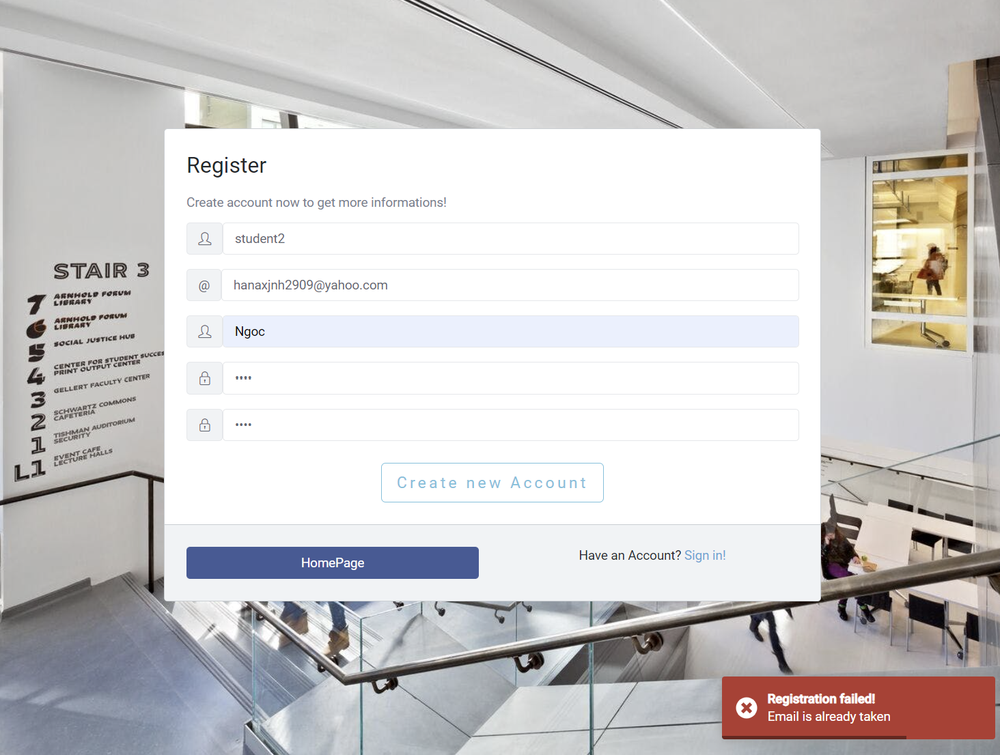 Register
Create account now to get more informations!
student2
@
hanaxjnh2909@yahoo.com
Ngoc
••••
••••
Create new Account
HomePage
Have an Account? Sign in!
STAIR 3
7 ARNHOLD FORUM
LIBRARY
6 ARNHOLD FORUM
LIBRARY
5 SOCIAL JUSTICE HUB
4 CENTER FOR STUDENT SUCCES
PRINT OUTPUT CENTER
3 GELLERT FACULTY CENTER
2 SCHWARTZ COMMONS
CAFETERIA
1 TISHMAN AUDITORIUM
SECURITY
L1 EVENT CAFE
LECTURE HALLS
Registration failed!
Email is already taken